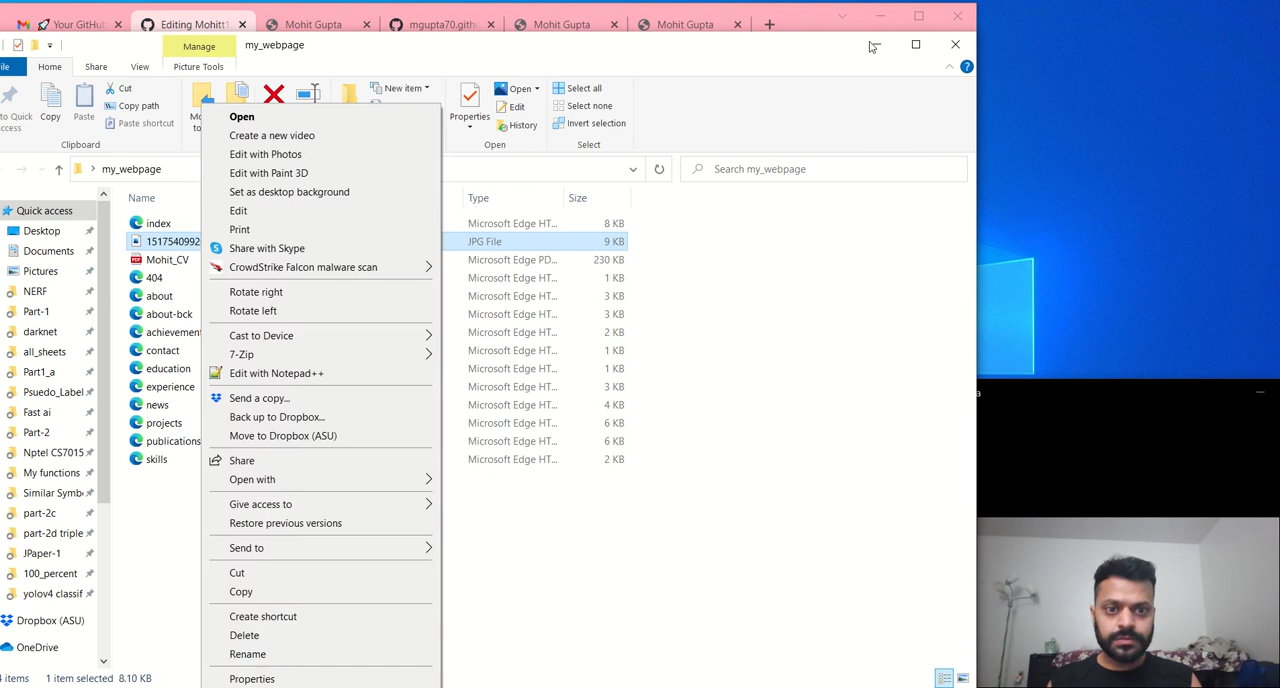 Your GitHub
Editing Mohitt1
Mohit Gupta
mgupta70.gith
Mohit Gupta
Mohit Gupta
Manage
my_webpage
ile
Home
Share
View
Picture Tools
to Quick
ccess
Copy
Paste
Cut
Copy path
Paste shortcut
Clipboard
Mo
to
New item
Properties
Open
Edit
History
Open
Select all
Select none
Invert selection
Select
my_webpage
Search my_webpage
Name
Type
Size
Quick access
Desktop
Documents
Pictures
NERF
Part-1
darknet
all_sheets
Part1_a
Psuedo_Label
Fast ai
Part-2
Nptel CS7015
My functions
Similar Symb
part-2c
part-2d triple
JPaper-1
100_percent
yolov4 classif
Dropbox (ASU)
OneDrive
index
Microsoft Edge HT...
8 KB
1517540992
JPG File
9 KB
Mohit_CV
Microsoft Edge PD...
230 KB
404
Microsoft Edge HT...
1 KB
about
Microsoft Edge HT...
3 KB
about-bck
Microsoft Edge HT...
3 KB
achievement
Microsoft Edge HT...
2 KB
contact
Microsoft Edge HT...
1 KB
education
Microsoft Edge HT...
1 KB
experience
Microsoft Edge HT...
3 KB
news
Microsoft Edge HT...
4 KB
projects
Microsoft Edge HT...
6 KB
publications
Microsoft Edge HT...
6 KB
skills
Microsoft Edge HT...
2 KB
Open
Create a new video
Edit with Photos
Edit with Paint 3D
Set as desktop background
Edit
Print
Share with Skype
CrowdStrike Falcon malware scan
Rotate right
Rotate left
Cast to Device
7-Zip
Edit with Notepad++
Send a copy...
Back up to Dropbox...
Move to Dropbox (ASU)
Share
Open with
Give access to
Restore previous versions
Send to
Cut
Copy
Create shortcut
Delete
Rename
Properties
4 items
1 item selected 8.10 KB
a